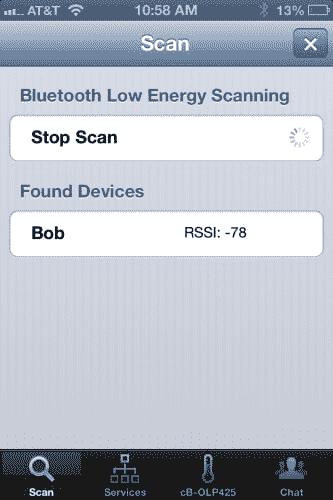 AT&T 10:58 AM 13%
Scan
Bluetooth Low Energy Scanning
Stop Scan
Found Devices
Bob RSSI: -78
Scan Services cB-OLP425 Chat